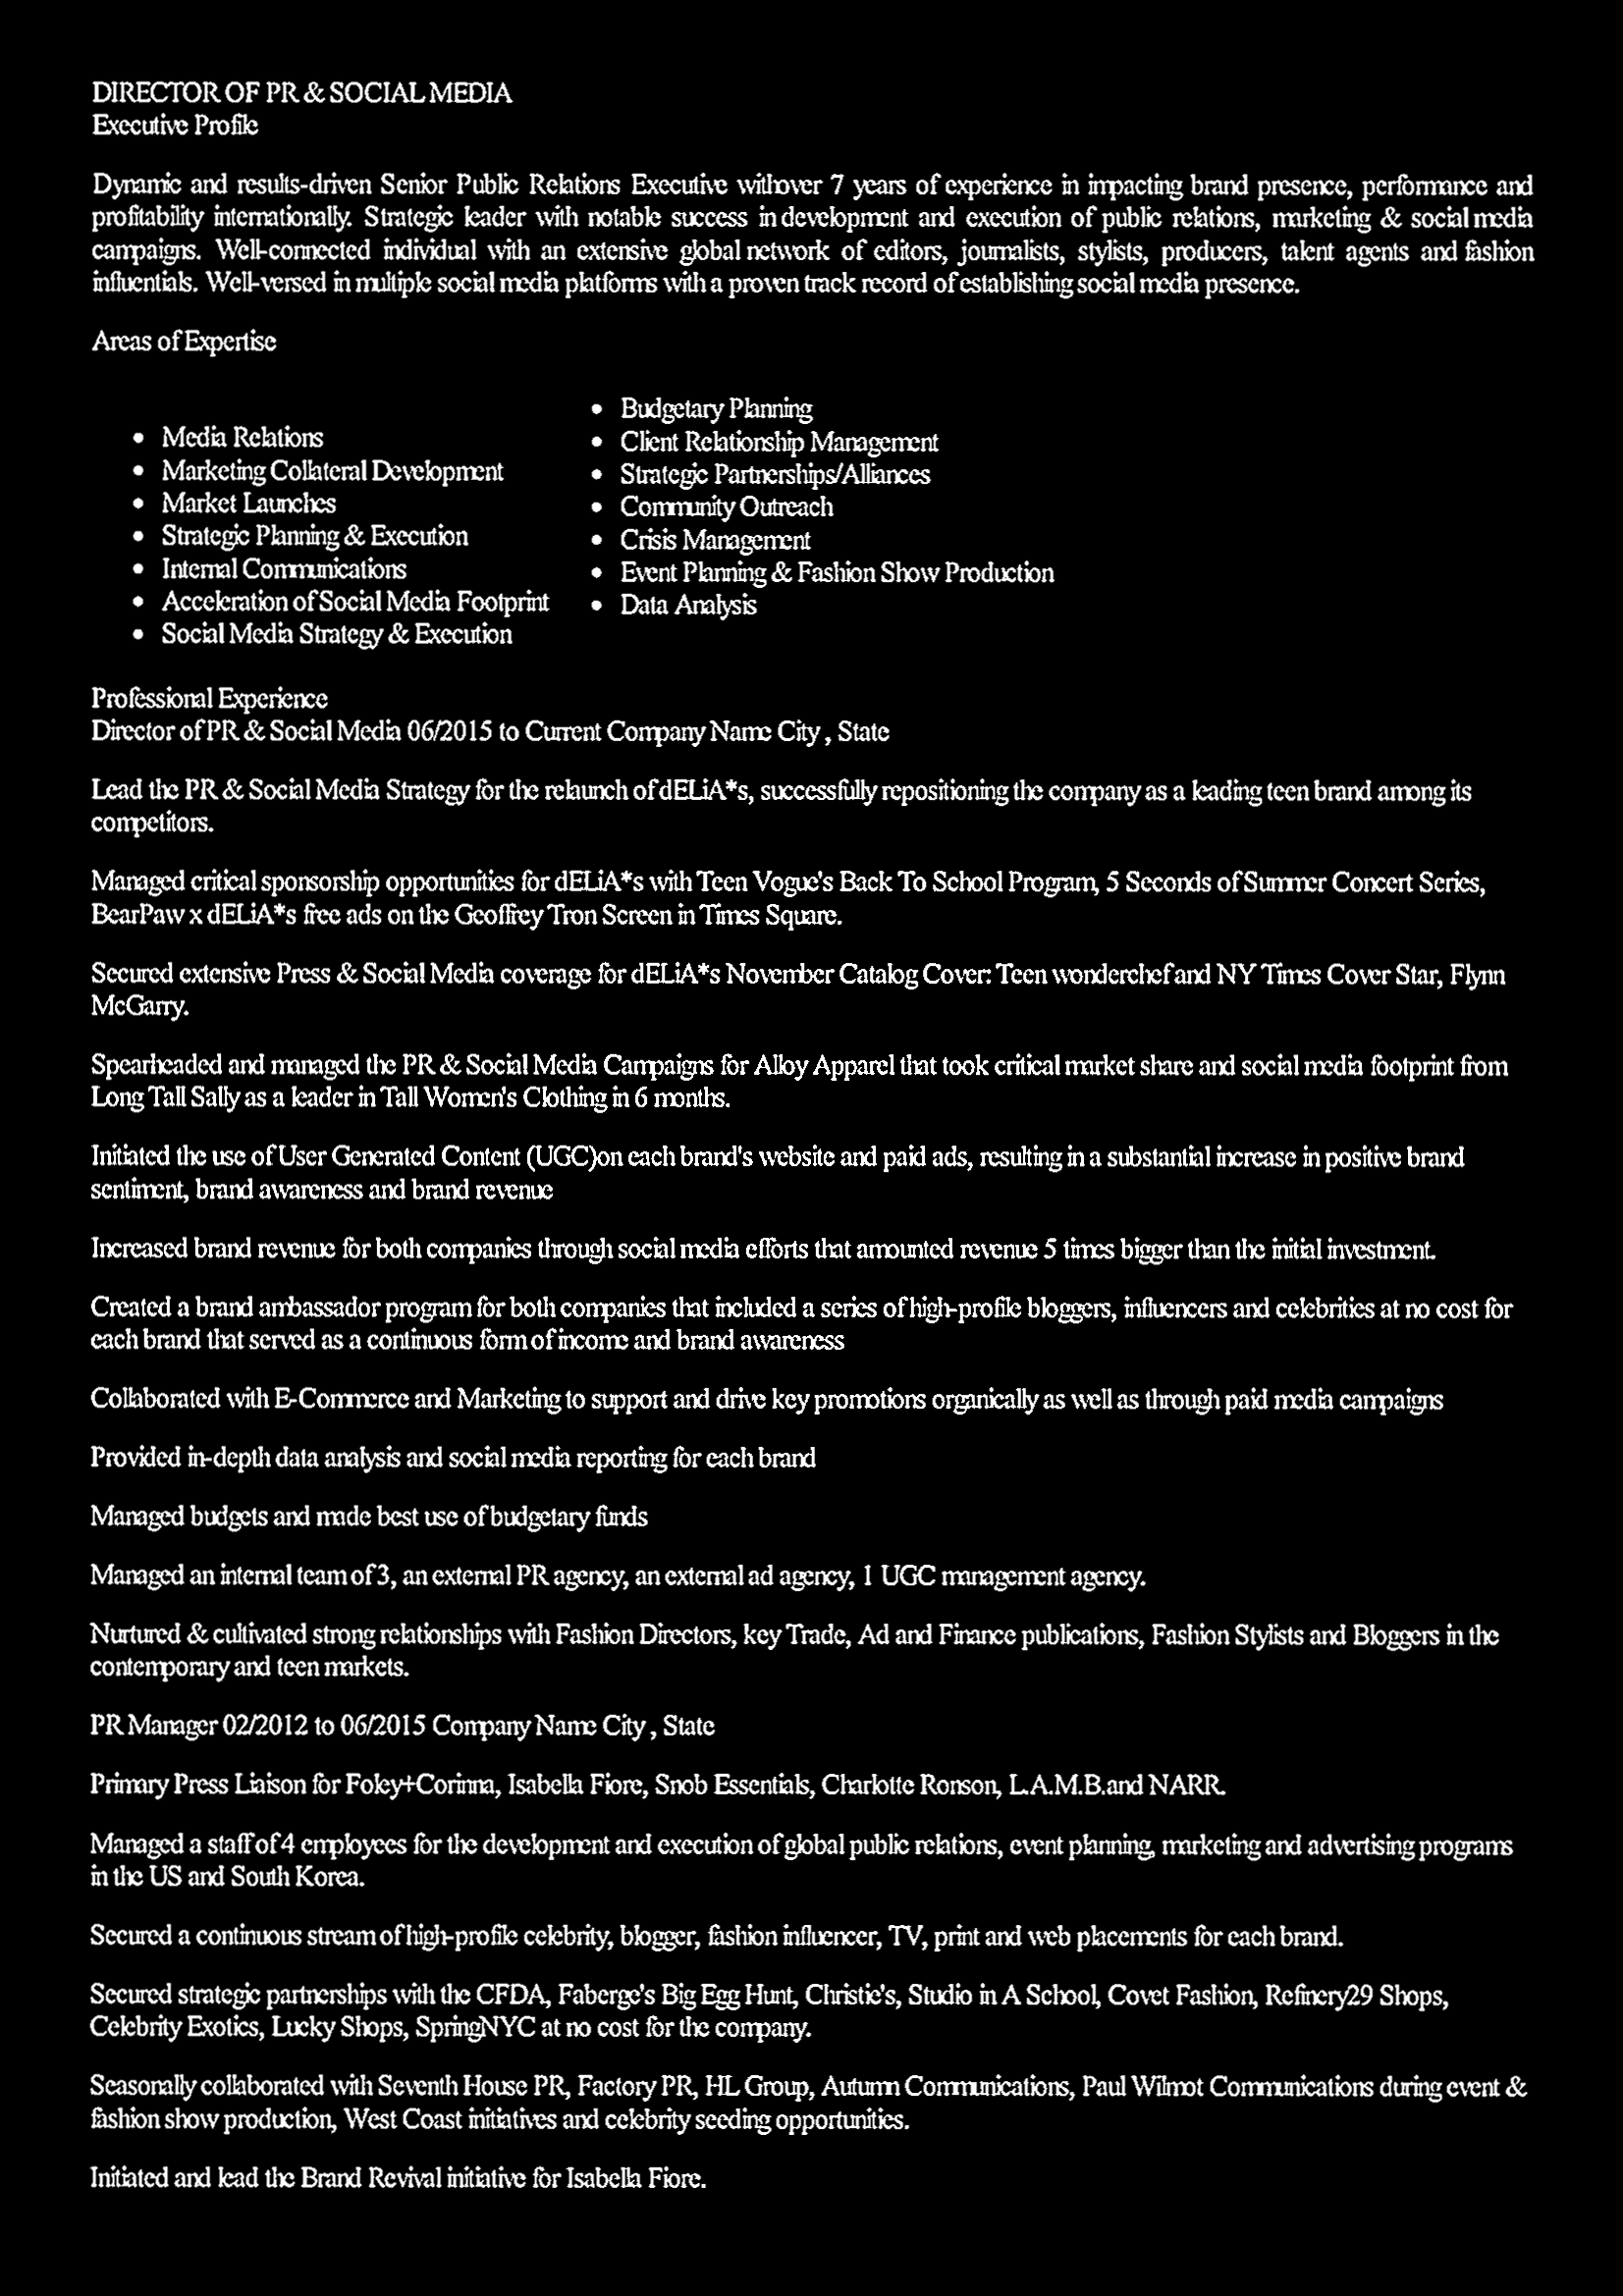 DIRECTOR OF PR & SOCIAL MEDIA
Executive Profile
Dynamic and results-driven Senior Public Relations Executive withover 7 years of experience in impacting brand presence, performance and
profitability internationally. Strategic leader with notable success in development and execution of public relations, marketing & social media
campaigns. Well-connected individual with an extensive global network of editors, journalists, stylists, producers, talent agents and fashion
influentials. Well-versed in multiple social media platforms with a proven track record of establishing social media presence.
Areas of Expertise
• Media Relations
• Marketing Collateral Development
• Market Launches
• Strategic Planning & Execution
• Internal Communications
• Acceleration of Social Media Footprint
• Social Media Strategy & Execution
• Budgetary Planning
• Client Relationship Management
• Strategic Partnerships/Alliances
• Community Outreach
• Crisis Management
• Event Planning & Fashion Show Production
• Data Analysis
Professional Experience
Director of PR & Social Media 06/2015 to Current Company Name City , State
Lead the PR & Social Media Strategy for the relaunch of dELiA*s, successfully repositioning the company as a leading teen brand among its
competitors.
Managed critical sponsorship opportunities for dELiA*s with Teen Vogue's Back To School Program, 5 Seconds of Summer Concert Series,
BearPaw x dELiA*s free ads on the Geoffrey Tron Screen in Times Square.
Secured extensive Press & Social Media coverage for dELiA*s November Catalog Cover: Teen wonderchef and NY Times Cover Star, Flynn
McGarry.
Spearheaded and managed the PR & Social Media Campaigns for Alloy Apparel that took critical market share and social media footprint from
Long Tall Sally as a leader in Tall Women's Clothing in 6 months.
Initiated the use of User Generated Content (UGC)on each brand's website and paid ads, resulting in a substantial increase in positive brand
sentiment, brand awareness and brand revenue
Increased brand revenue for both companies through social media efforts that amounted revenue 5 times bigger than the initial investment.
Created a brand ambassador program for both companies that included a series of high-profile bloggers, influencers and celebrities at no cost for
each brand that served as a continuous form of income and brand awareness
Collaborated with E-Commerce and Marketing to support and drive key promotions organically as well as through paid media campaigns
Provided in-depth data analysis and social media reporting for each brand
Managed budgets and made best use of budgetary funds
Managed an internal team of 3, an external PR agency, an external ad agency, 1 UGC management agency.
Nurtured & cultivated strong relationships with Fashion Directors, key Trade, Ad and Finance publications, Fashion Stylists and Bloggers in the
contemporary and teen markets.
PR Manager 02/2012 to 06/2015 Company Name City , State
Primary Press Liaison for Foley+Corinna, Isabella Fiore, Snob Essentials, Charlotte Ronson, L.A.M.B.and NARR.
Managed a staff of 4 employees for the development and execution of global public relations, event planning, marketing and advertising programs
in the US and South Korea.
Secured a continuous stream of high-profile celebrity, blogger, fashion influencer, TV, print and web placements for each brand.
Secured strategic partnerships with the CFDA, Faberge's Big Egg Hunt, Christie's, Studio in A School, Covet Fashion, Refinery29 Shops,
Celebrity Exotics, Lucky Shops, SpringNYC at no cost for the company.
Seasonally collaborated with Seventh House PR, Factory PR, HL Group, Autumn Communications, Paul Wilmot Communications during event &
fashion show production, West Coast initiatives and celebrity seeding opportunities.
Initiated and lead the Brand Revival initiative for Isabella Fiore.